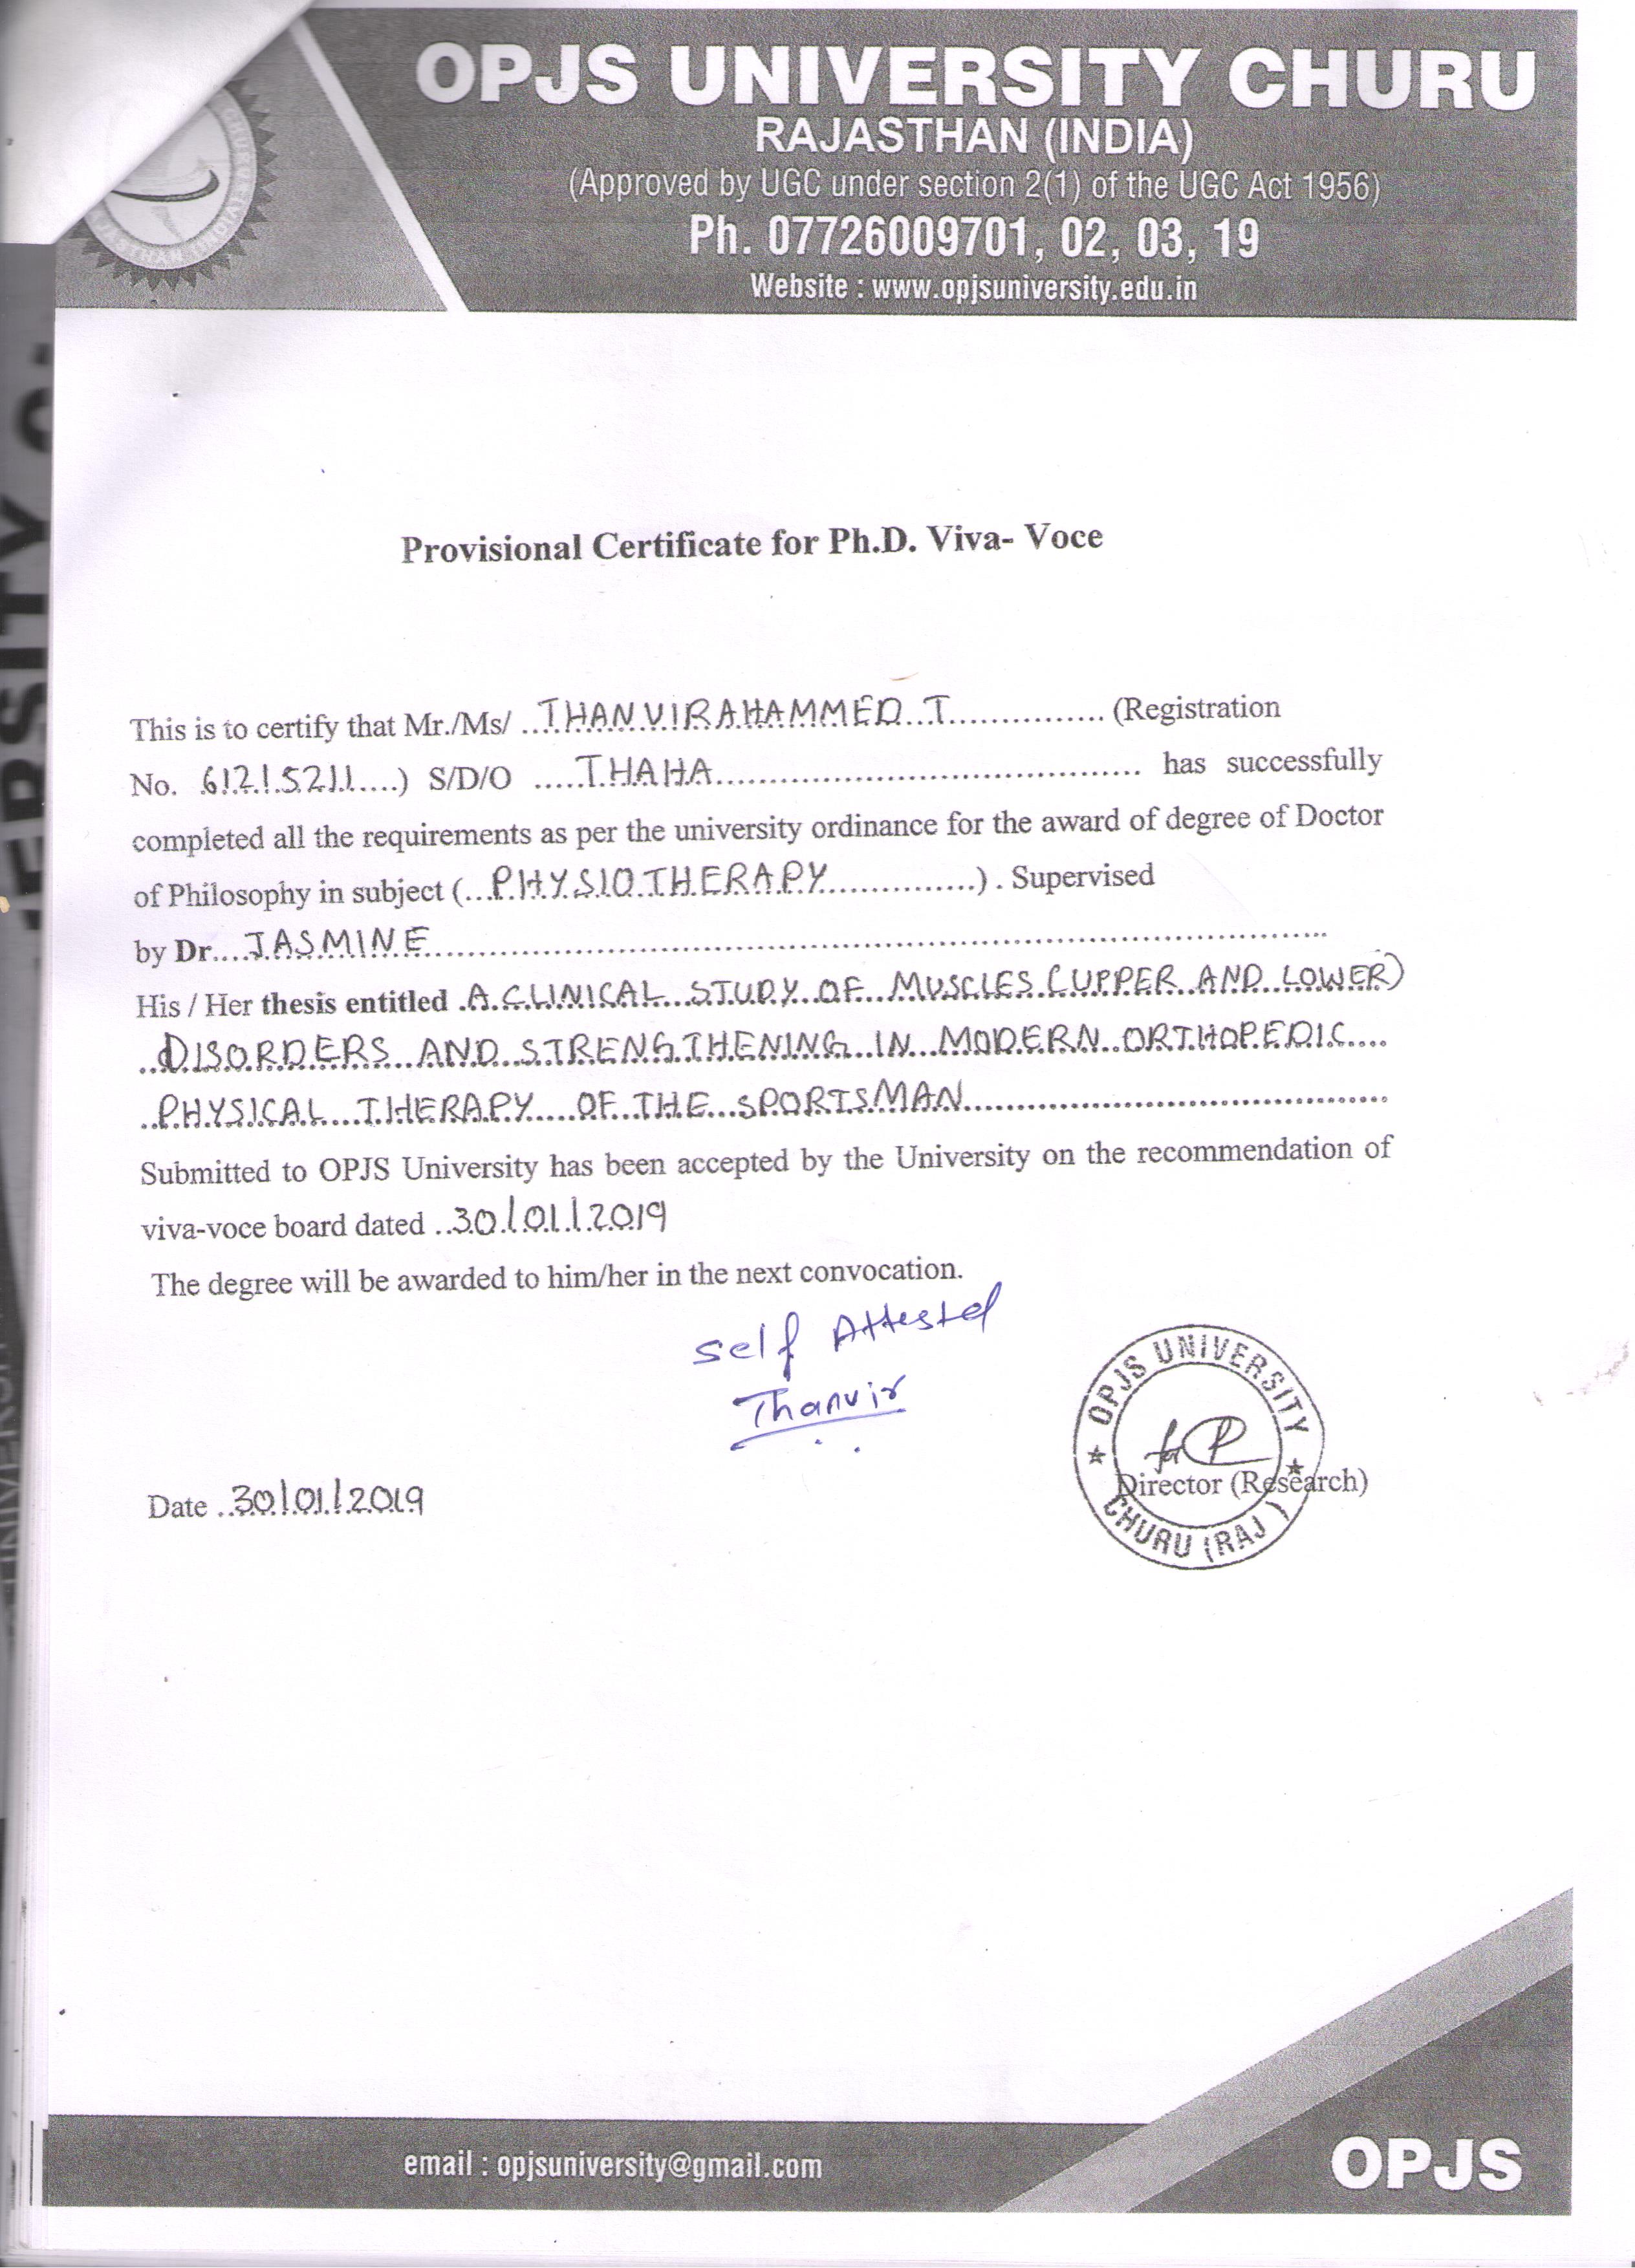 OPJS UNIVERSITY CHURU
RAJASTHAN (INDIA)
(Approved by UGC under section 2(1) of the UGC Act 1956)
Ph. 07726009701, 02, 03, 19
Website : www.opjsuniversity.edu.in
Provisional Certificate for Ph.D. Viva- Voce
This is to certify that Mr./Ms/ ...THANVIRAHAMMED T............... (Registration
No. 61215211....) S/D/O .....THAHA........................................ has successfully
completed all the requirements as per the university ordinance for the award of degree of Doctor
of Philosophy in subject (...PHYSIOTHERAPY..............) . Supervised
by Dr....JASMINE....................................................................................
His / Her thesis entitled .A CLINICAL STUDY OF MUSCLES (UPPER AND LOWER)
...DISORDERS AND STRENGTHENING IN MODERN ORTHOPEDIC....
..PHYSICAL THERAPY OF THE SPORTSMAN........................................
Submitted to OPJS University has been accepted by the University on the recommendation of
viva-voce board dated ..30/01/2019
The degree will be awarded to him/her in the next convocation.
Self Attested
Thanvir
OPJS UNIVERSITY
for
Director (Research)
CHURU (RAJ )
Date ..30/01/2019
email : opjsuniversity@gmail.com
OPJS